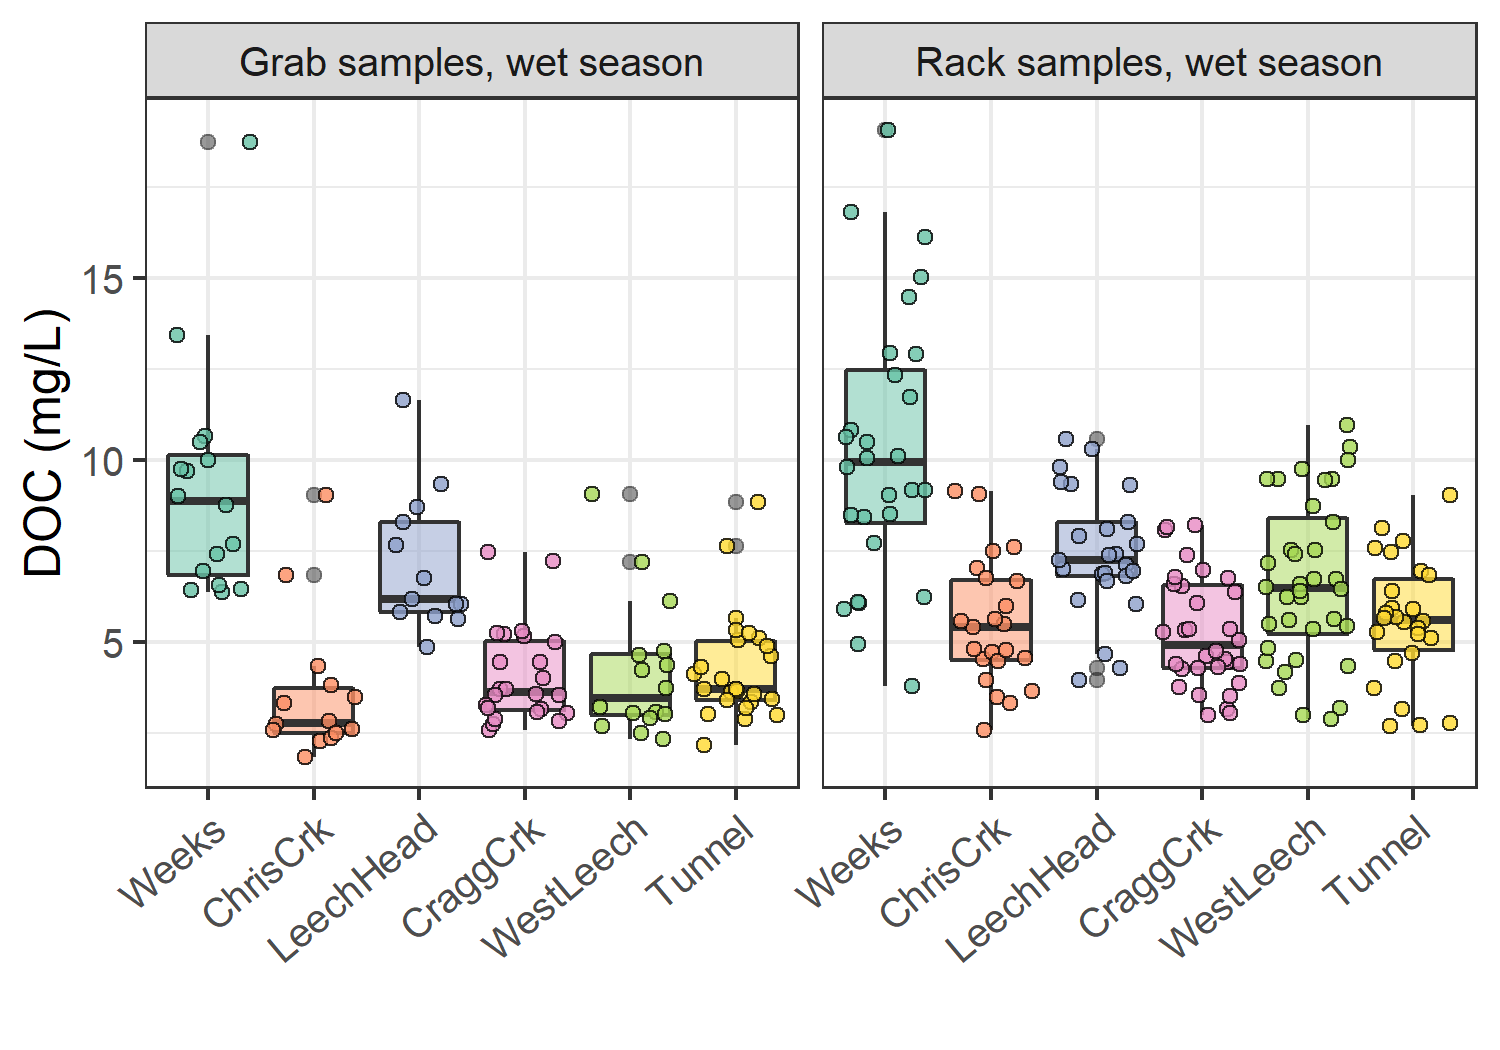 Grab samples, wet season
Rack samples, wet season
DOC (mg/L)
15
10
5
Weeks
ChrisCrk
LeechHead
CraggCrk
WestLeech
Tunnel
Weeks
ChrisCrk
LeechHead
CraggCrk
WestLeech
Tunnel